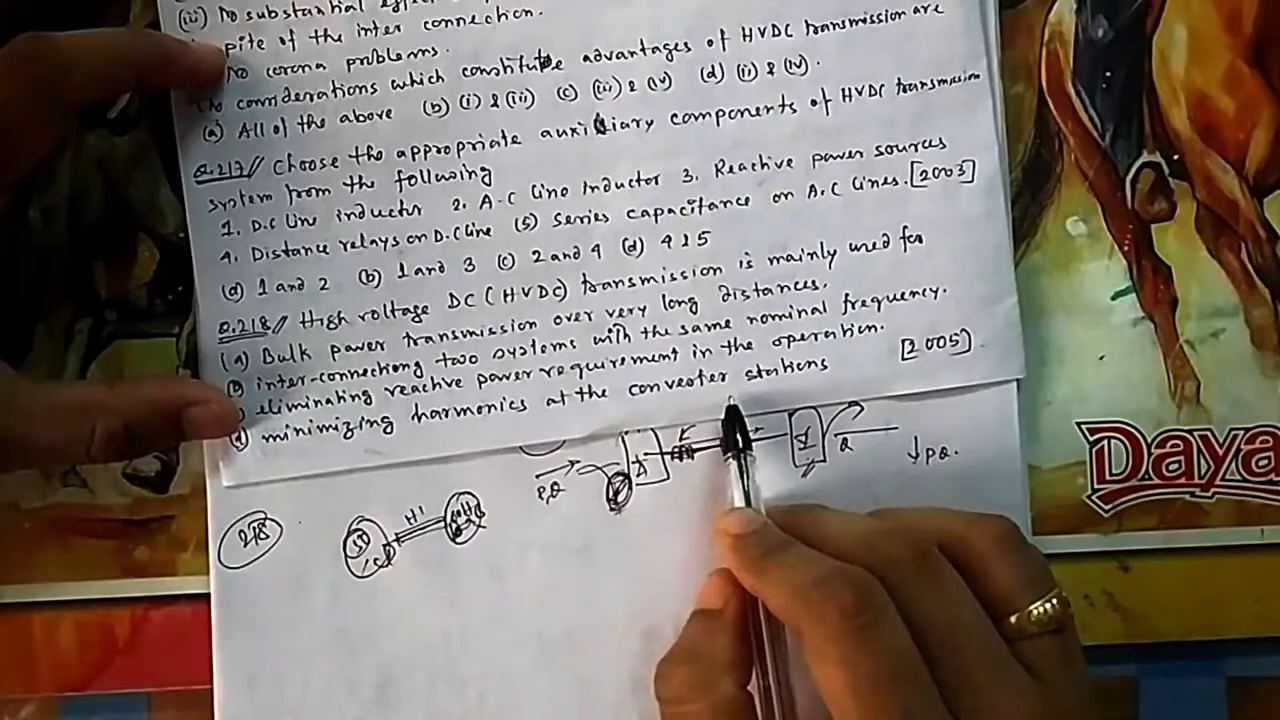 (iii) No substantial
pite of the inter connection.
No corona problems.
The considerations which constitute advantages of HVDC transmission are
(a) All of the above (b) (i) & (iii) (c) (iii) & (iv) (d) (ii) & (iv).
Q.217// Choose the appropriate auxiliary components of HVDC transmission
system from the following
1. D.C line inductor 2. A.C line inductor 3. Reactive power sources
4. Distance relays on D.C line (5) series capacitance on A.C lines. [2003]
(a) 1 and 2 (b) 1 and 3 (c) 2 and 4 (d) 4 & 5
Q.218// High voltage DC (HVDC) transmission is mainly used for
(a) Bulk power transmission over very long distances.
(b) inter-connectiong two systems with the same nominal frequency.
) eliminating reactive power requirement in the operation.
(d) minimizing harmonics at the converter stations [2005].
P,Q
Q
↓PQ.
218
Daya